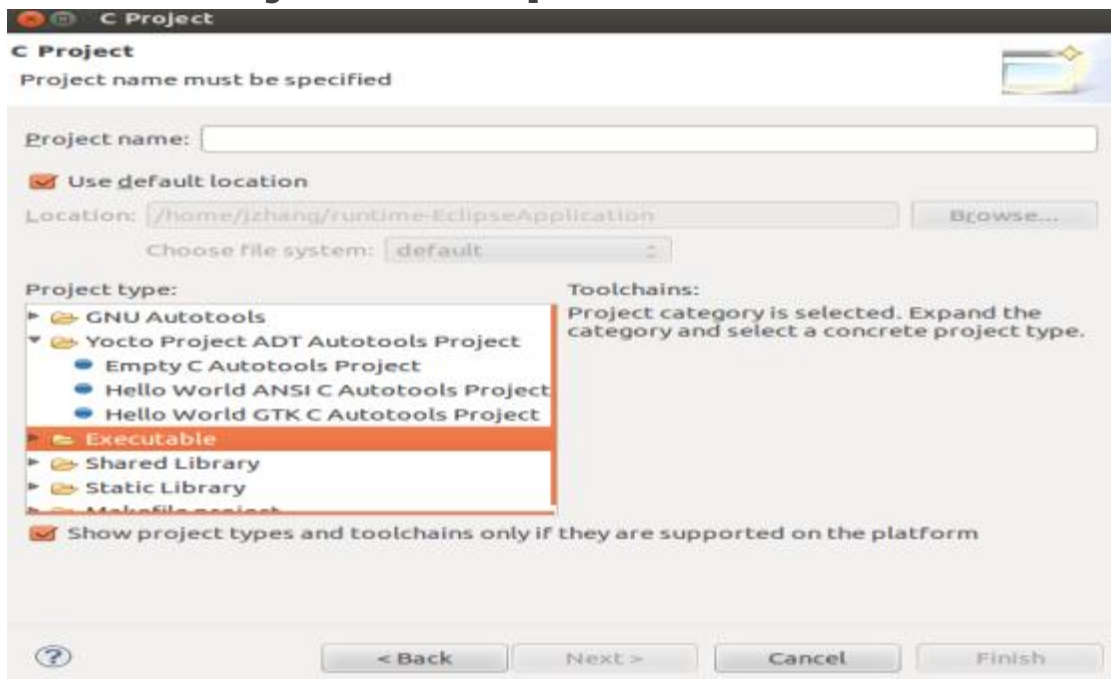 C Project
C Project
Project name must be specified
Project name:
Use default location
Location: /home/jzhang/runtime-EclipseApplication Browse...
Choose file system: default
Project type: Toolchains:
GNU Autotools Project category is selected. Expand the
Yocto Project ADT Autotools Project category and select a concrete project type.
Empty C Autotools Project
Hello World ANSI C Autotools Project
Hello World GTK C Autotools Project
Executable
Shared Library
Static Library
Makefile project
Show project types and toolchains only if they are supported on the platform
? < Back Next > Cancel Finish